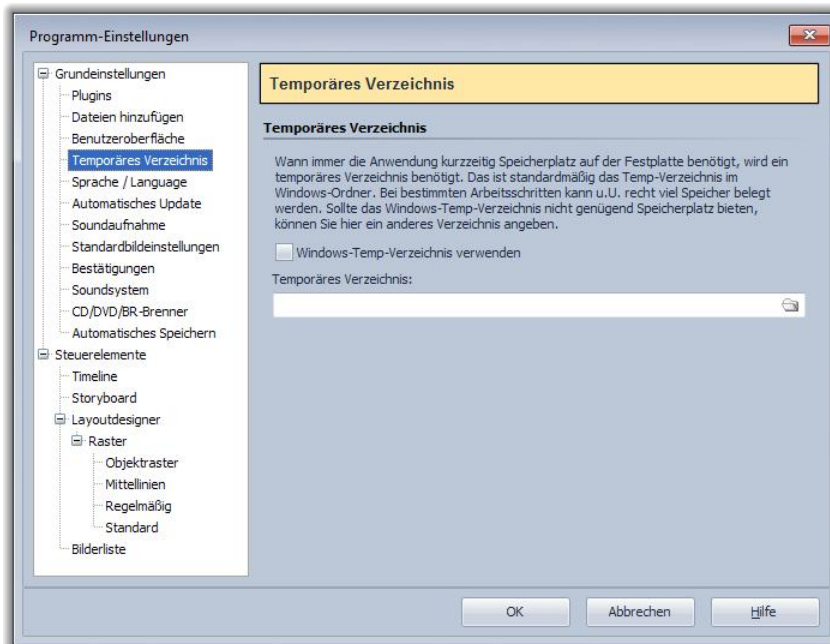 Programm-Einstellungen
Grundeinstellungen
Plugins
Dateien hinzufügen
Benutzeroberfläche
Temporäres Verzeichnis
Sprache / Language
Automatisches Update
Soundaufnahme
Standardbildeinstellungen
Bestätigungen
Soundsystem
CD/DVD/BR-Brenner
Automatisches Speichern
Steuerelemente
Timeline
Storyboard
Layoutdesigner
Raster
Objektraster
Mittellinien
Regelmäßig
Standard
Bilderliste
Temporäres Verzeichnis
Temporäres Verzeichnis
Wann immer die Anwendung kurzzeitig Speicherplatz auf der Festplatte benötigt, wird ein
temporäres Verzeichnis benötigt. Das ist standardmäßig das Temp-Verzeichnis im
Windows-Ordner. Bei bestimmten Arbeitsschritten kann u.U. recht viel Speicher belegt
werden. Sollte das Windows-Temp-Verzeichnis nicht genügend Speicherplatz bieten,
können Sie hier ein anderes Verzeichnis angeben.
Windows-Temp-Verzeichnis verwenden
Temporäres Verzeichnis:
OK
Abbrechen
Hilfe